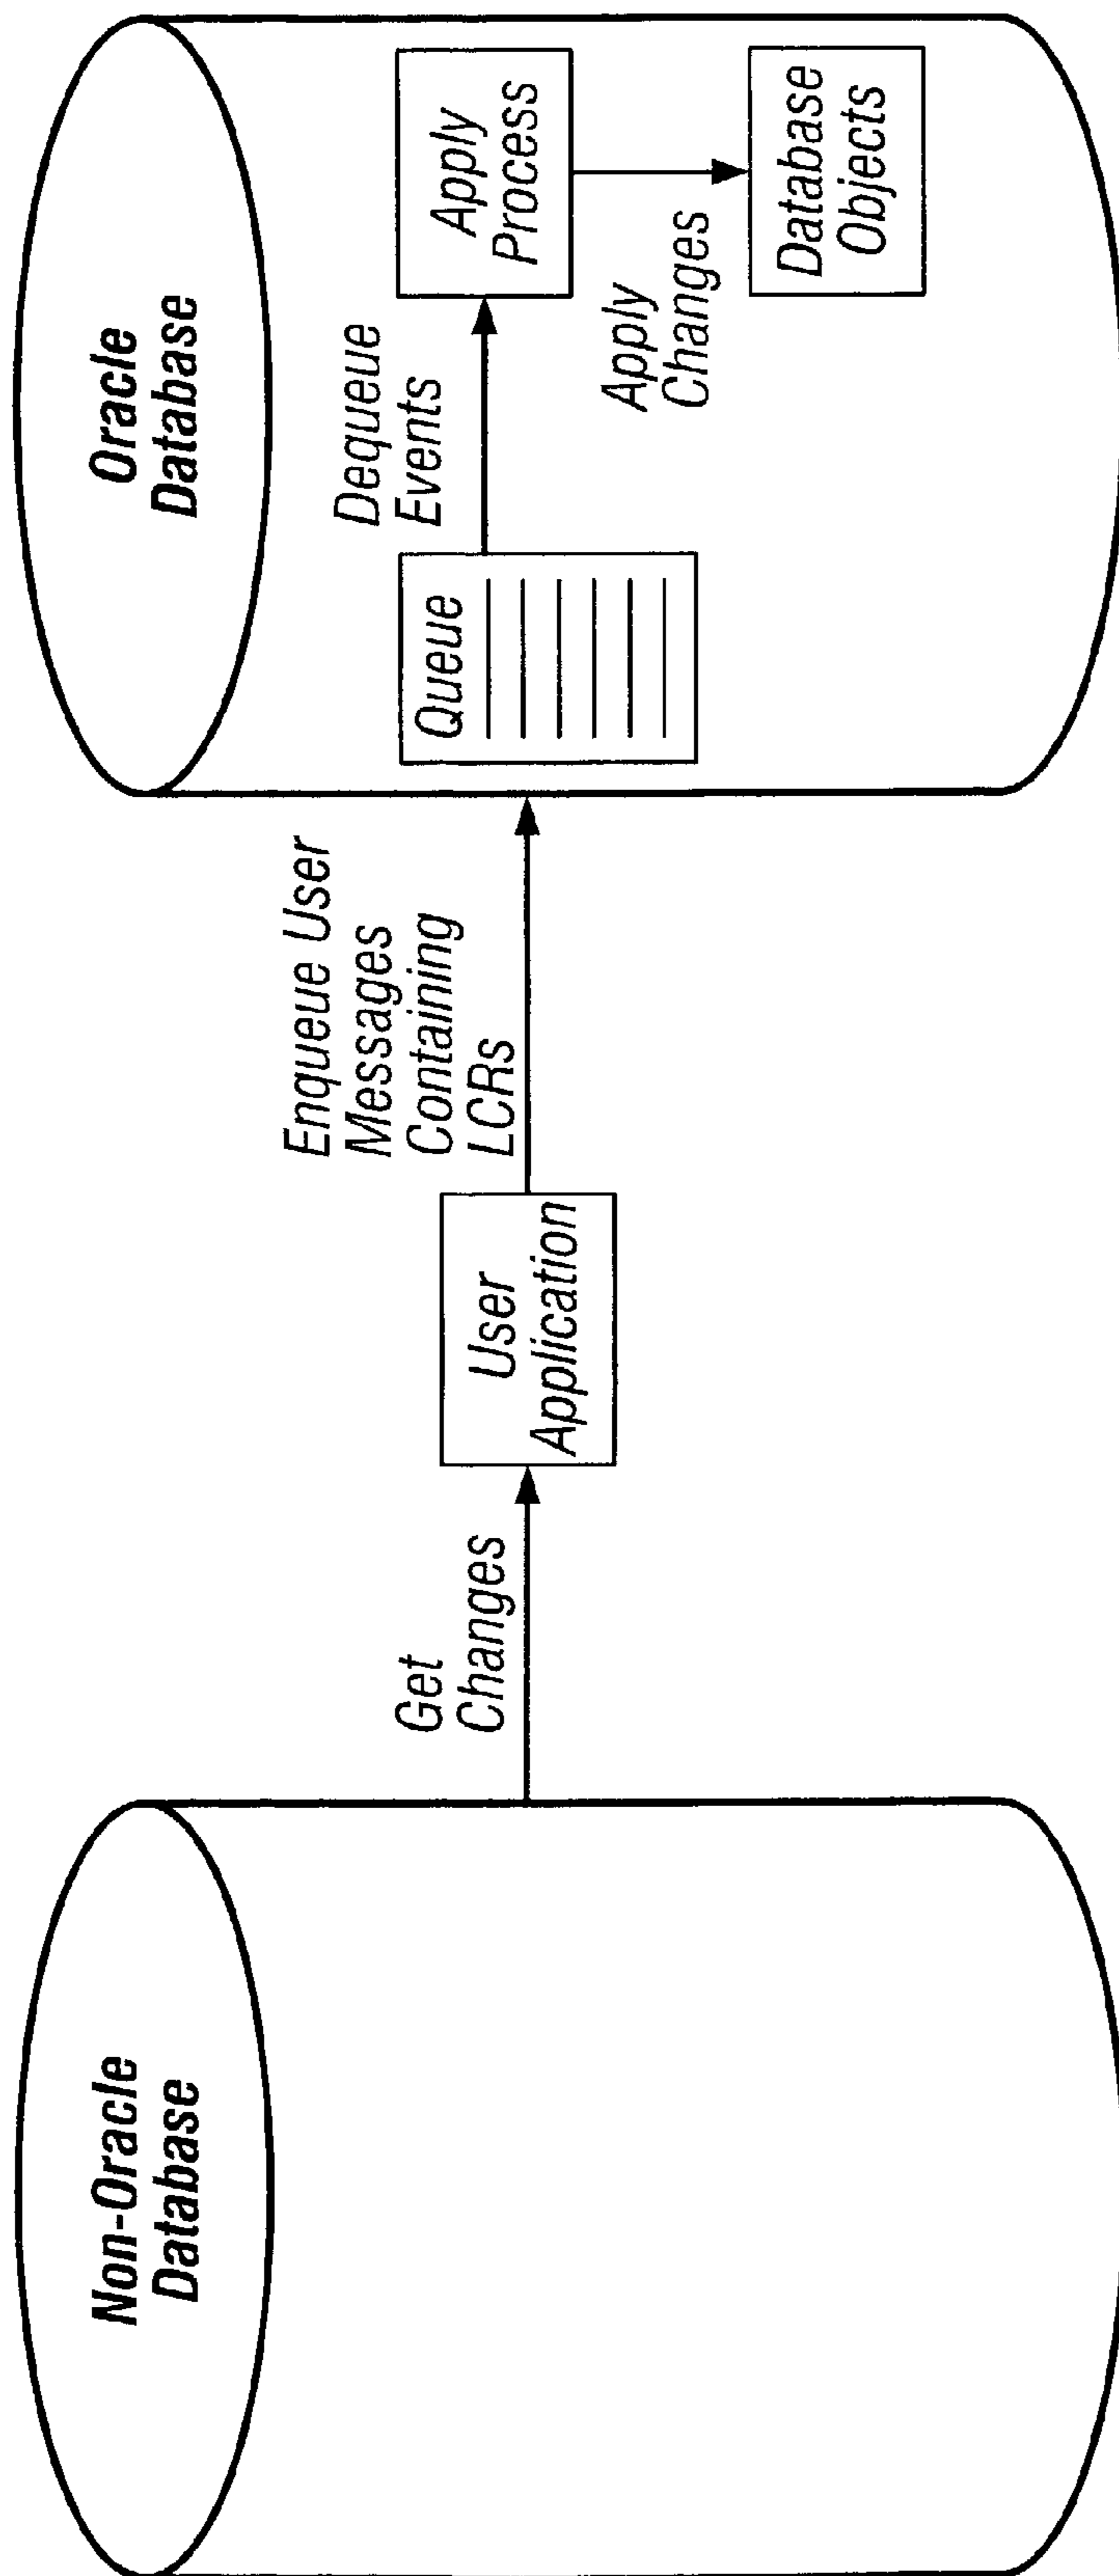 Non-Oracle
Database
Get
Changes
User
Application
Enqueue User
Messages
Containing
LCRs
Oracle
Database
Queue
Dequeue
Events
Apply
Process
Apply
Changes
Database
Objects